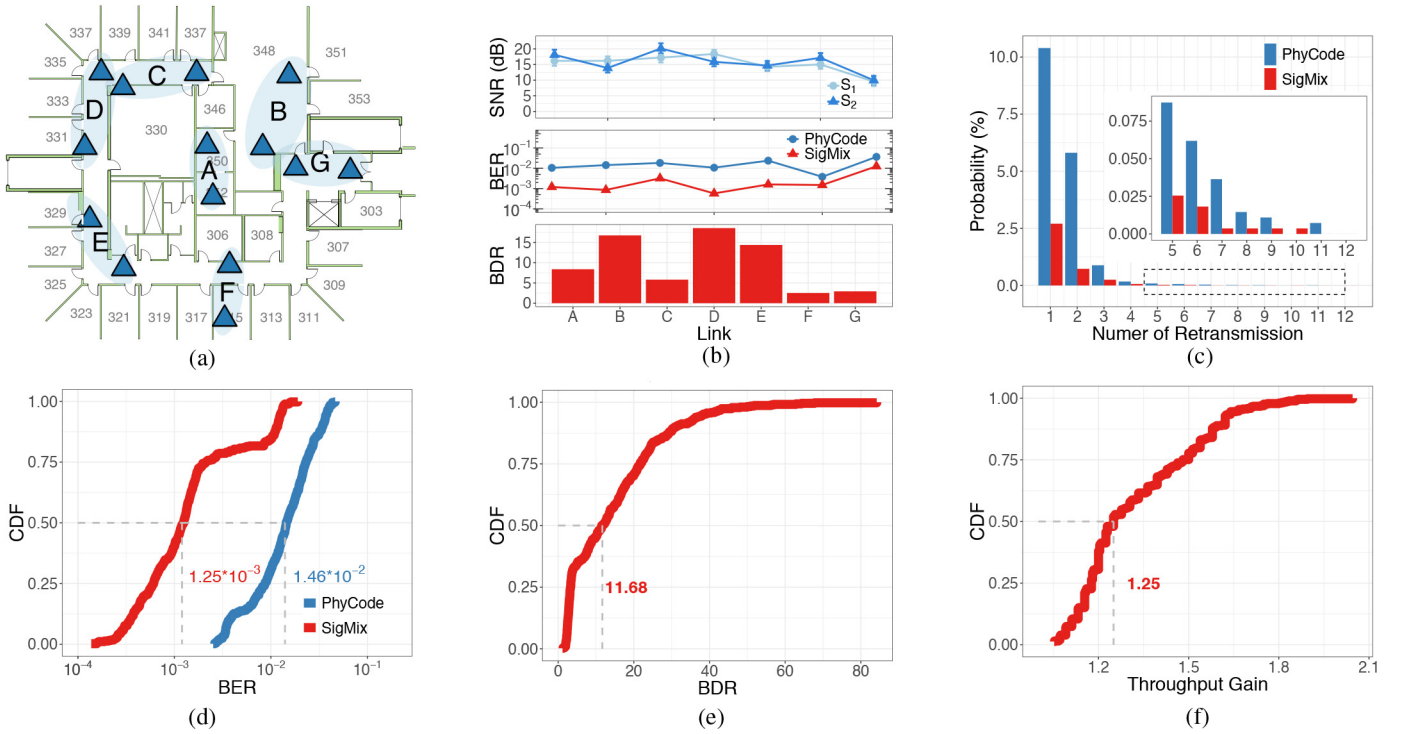 337
339
341
337
348
351
335
C
333
D
346
B
353
330
331
A
350
G
329
303
E
306
308
327
307
325
F
309
323
321
319
317
313
311
(a)
SNR (dB)
20
15
10
5
0
S1
S2
BER
10−1
10−2
10−3
10−4
PhyCode
SigMix
BDR
15
10
5
0
A B C D E F G
Link
(b)
Probability (%)
10.0
7.5
5.0
2.5
0.0
PhyCode
SigMix
0.075
0.050
0.025
0.000
5 6 7 8 9 10 11 12
1 2 3 4 5 6 7 8 9 10 11 12
Numer of Retransmission
(c)
CDF
1.00
0.75
0.50
0.25
0.00
1.25*10−3
1.46*10−2
PhyCode
SigMix
10−4 10−3 10−2 10−1
BER
(d)
CDF
1.00
0.75
0.50
0.25
0.00
11.68
0 20 40 60 80
BDR
(e)
CDF
1.00
0.75
0.50
0.25
0.00
1.25
1.2 1.5 1.8 2.1
Throughput Gain
(f)